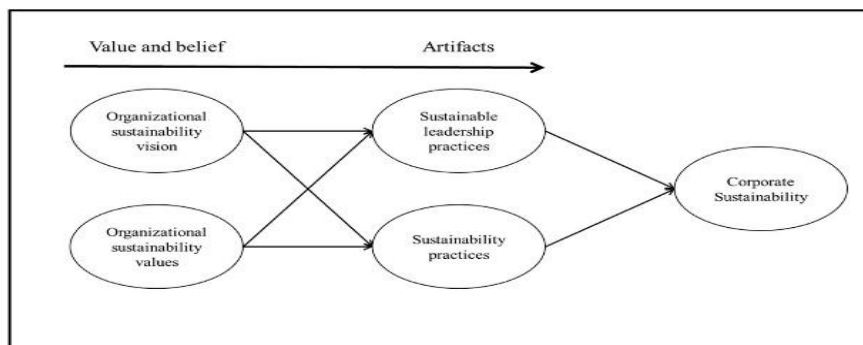 Value and belief
Artifacts
Organizational
sustainability
vision
Sustainable
leadership
practices
Corporate
Sustainability
Organizational
sustainability
values
Sustainability
practices